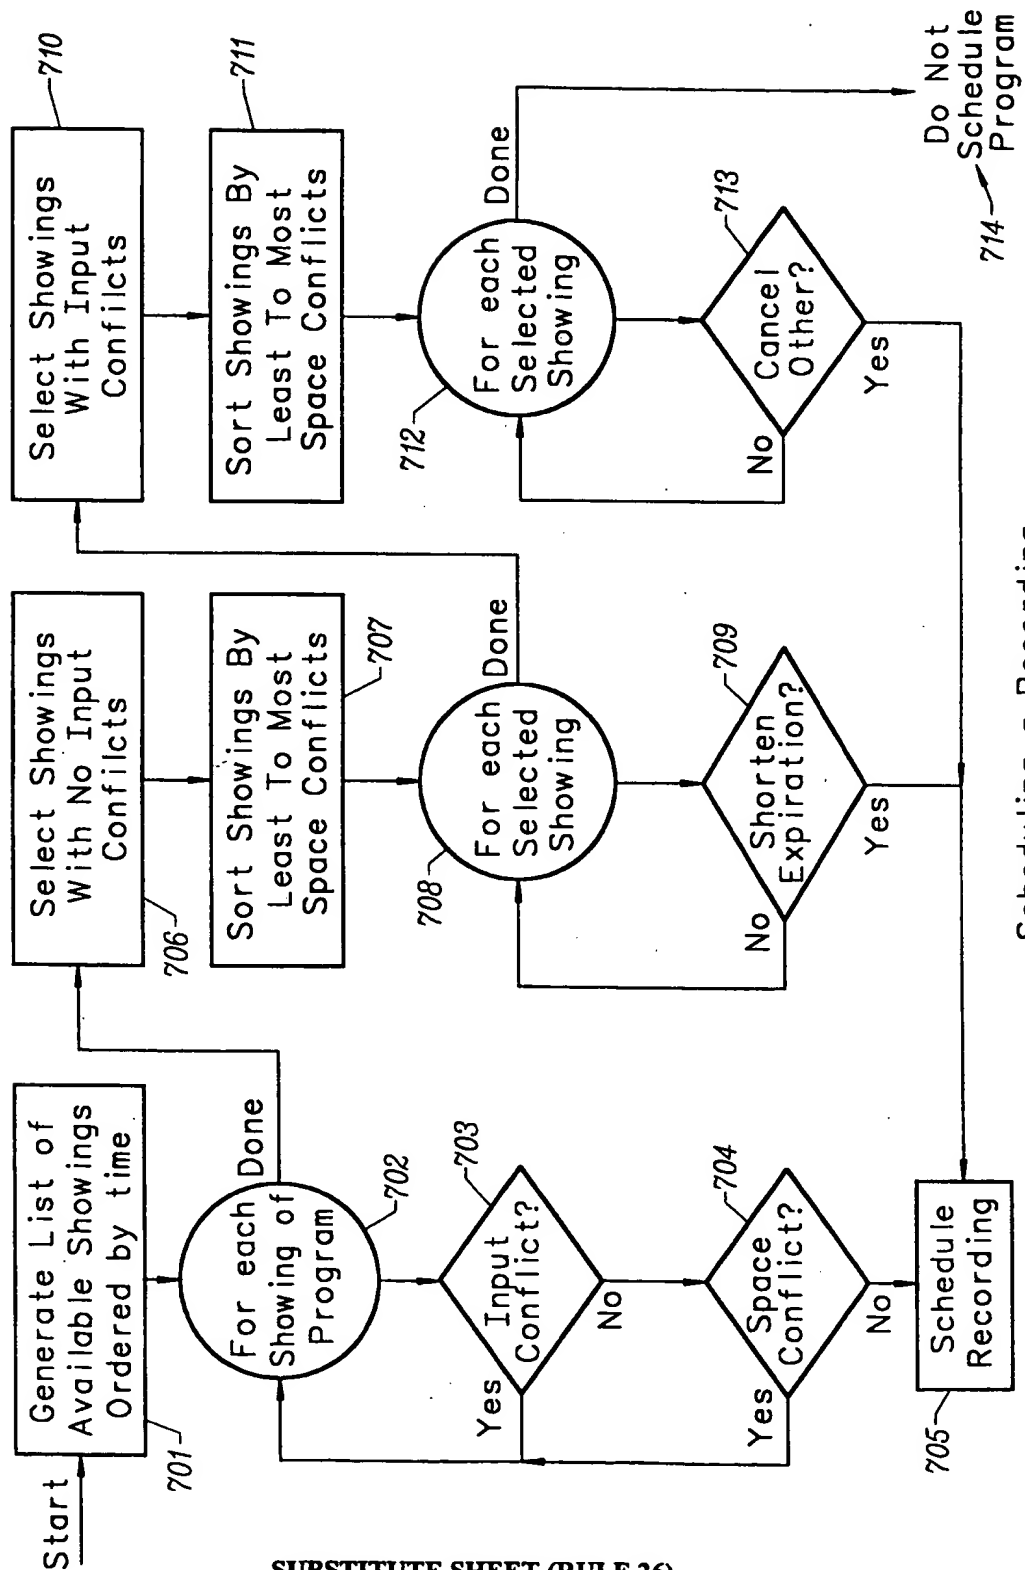 Start
Generate List of
Available Showings
Ordered by time
701
For each
Showing of
Program
Done
702
Input
Conflict?
703
Yes
No
Space
Conflict?
704
Yes
No
Schedule
Recording
705
Select Showings
With No Input
Confilcts
706
Sort Showings By
Least To Most
Space Conflicts
707
For each
Selected
Showing
Done
708
Shorten
Expiration?
709
No
Yes
Select Showings
With Input
Confilcts
710
Sort Showings By
Least To Most
Space Conflicts
711
For each
Selected
Showing
Done
712
Cancel
Other?
713
No
Yes
Do Not
Schedule
Program
714
Scheduling a Recording
SUBSTITUTE SHEET (RULE 26)